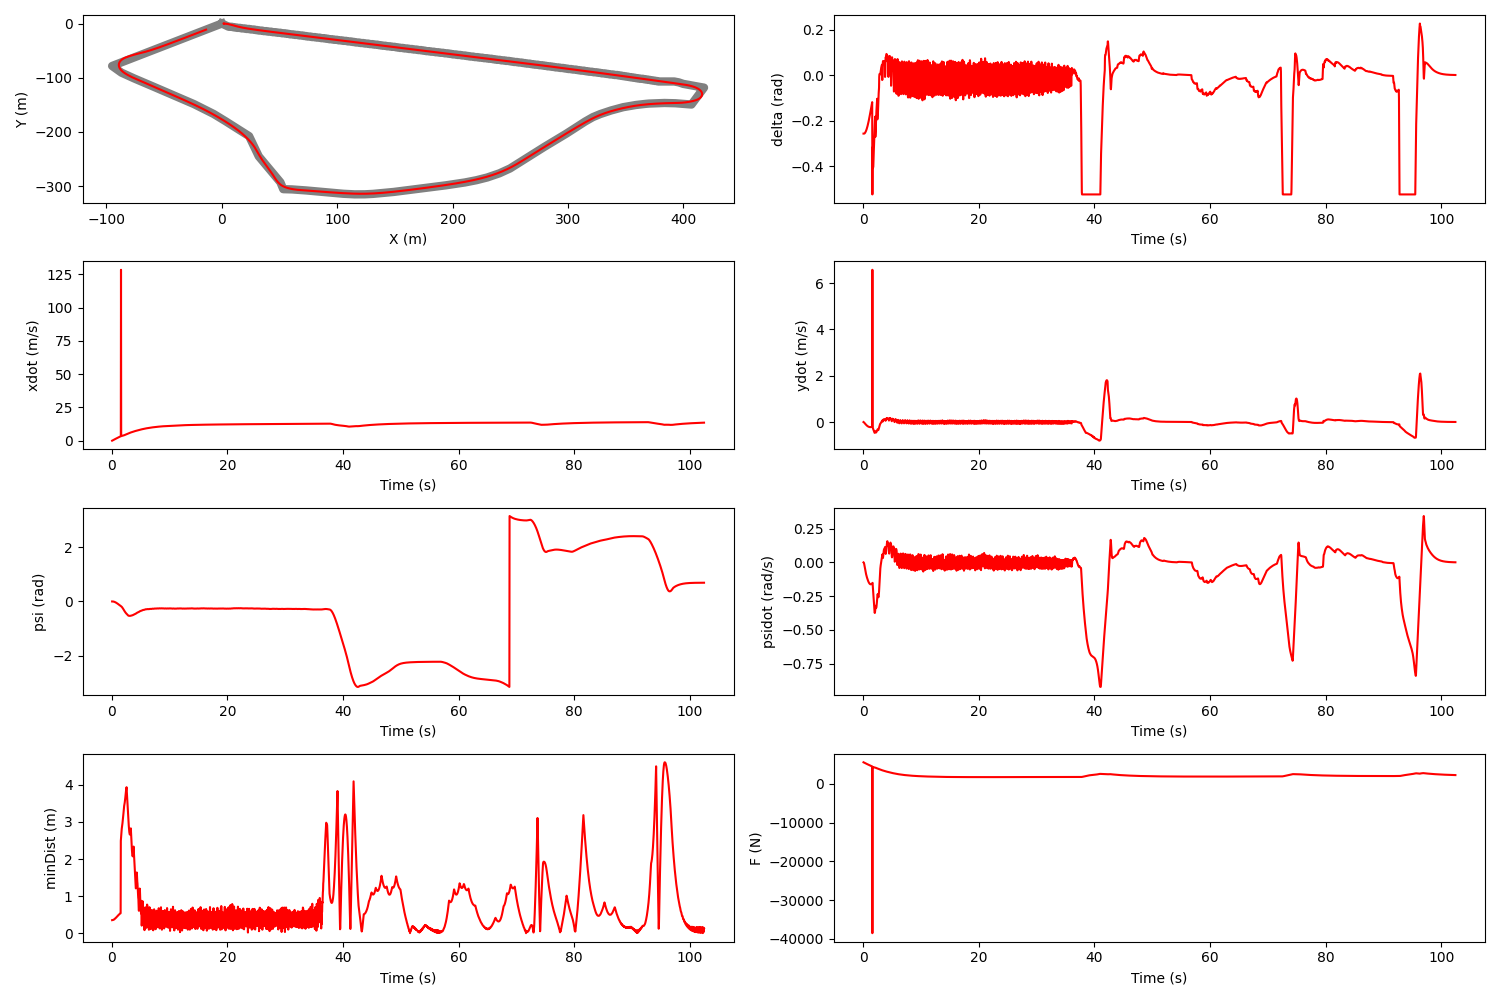 0
−100
−200
−300
Y (m)
−100 0 100 200 300 400
X (m)
0.2
0.0
−0.2
−0.4
delta (rad)
0 20 40 60 80 100
Time (s)
125
100
75
50
25
0
xdot (m/s)
0 20 40 60 80 100
Time (s)
6
4
2
0
ydot (m/s)
0 20 40 60 80 100
Time (s)
2
0
−2
psi (rad)
0 20 40 60 80 100
Time (s)
0.25
0.00
−0.25
−0.50
−0.75
psidot (rad/s)
0 20 40 60 80 100
Time (s)
4
3
2
1
0
minDist (m)
0 20 40 60 80 100
Time (s)
0
−10000
−20000
−30000
−40000
F (N)
0 20 40 60 80 100
Time (s)